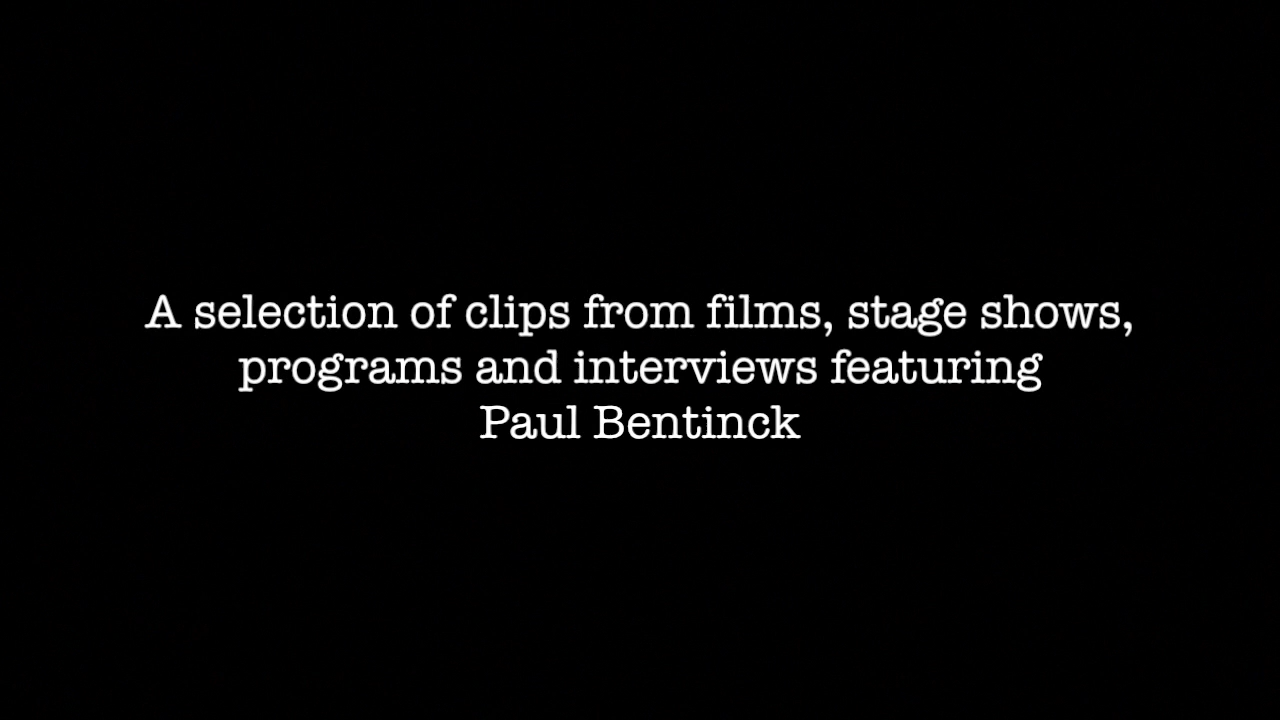 A selection of clips from films, stage shows,
programs and interviews featuring
Paul Bentinck